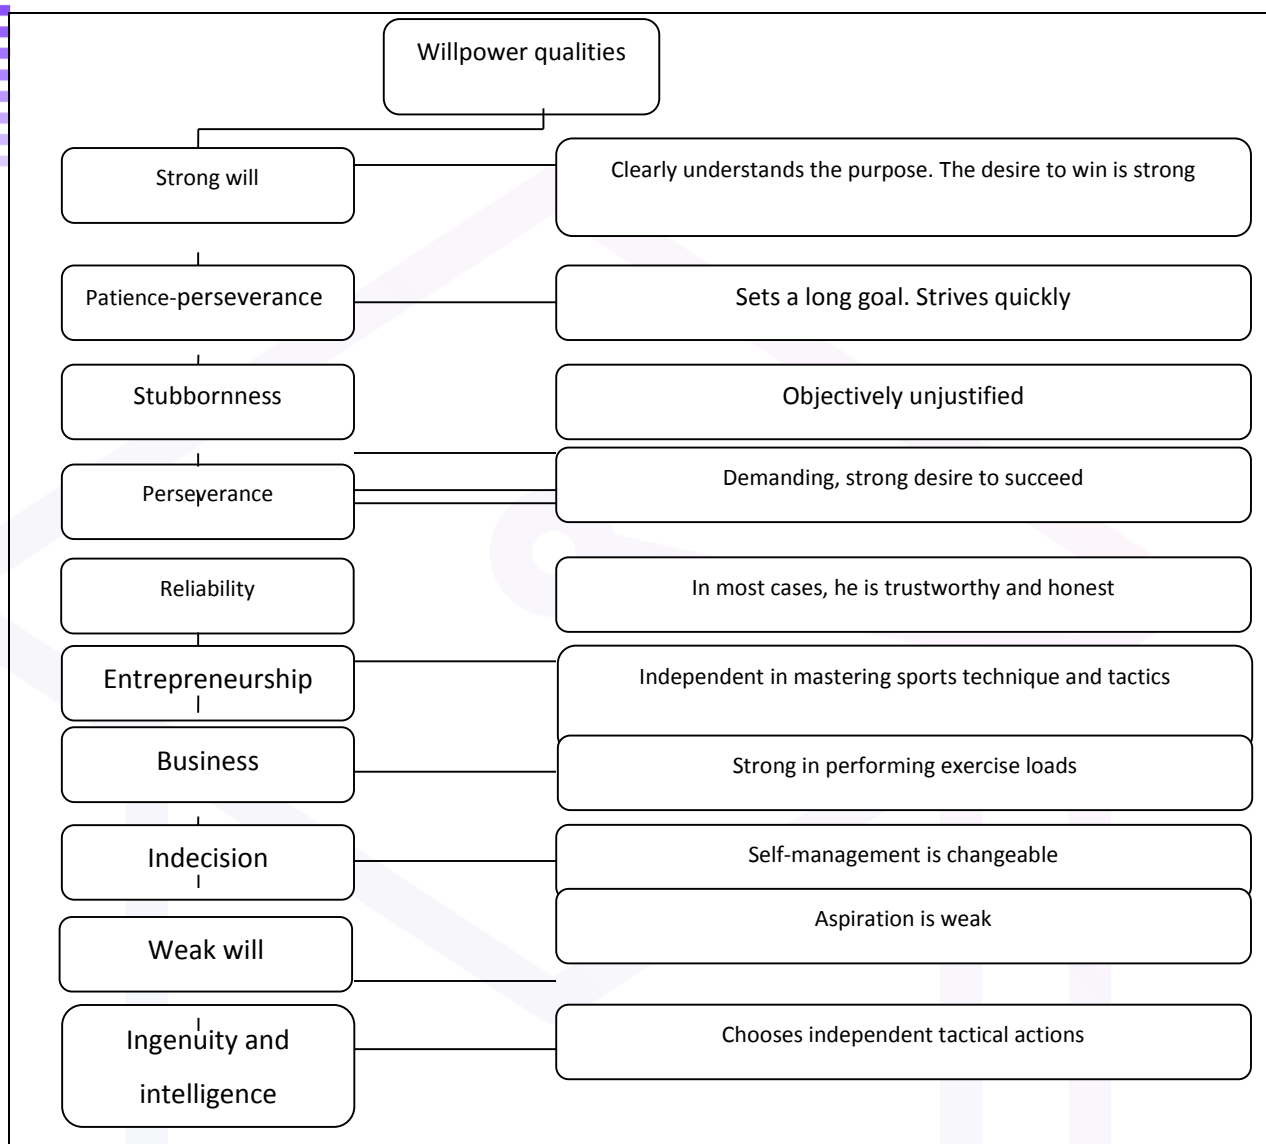 Willpower qualities
Strong will
Clearly understands the purpose. The desire to win is strong
Patience-perseverance
Sets a long goal. Strives quickly
Stubbornness
Objectively unjustified
Perseverance
Demanding, strong desire to succeed
Reliability
In most cases, he is trustworthy and honest
Entrepreneurship
Independent in mastering sports technique and tactics
Business
Strong in performing exercise loads
Indecision
Self-management is changeable
Weak will
Aspiration is weak
Ingenuity and
intelligence
Chooses independent tactical actions